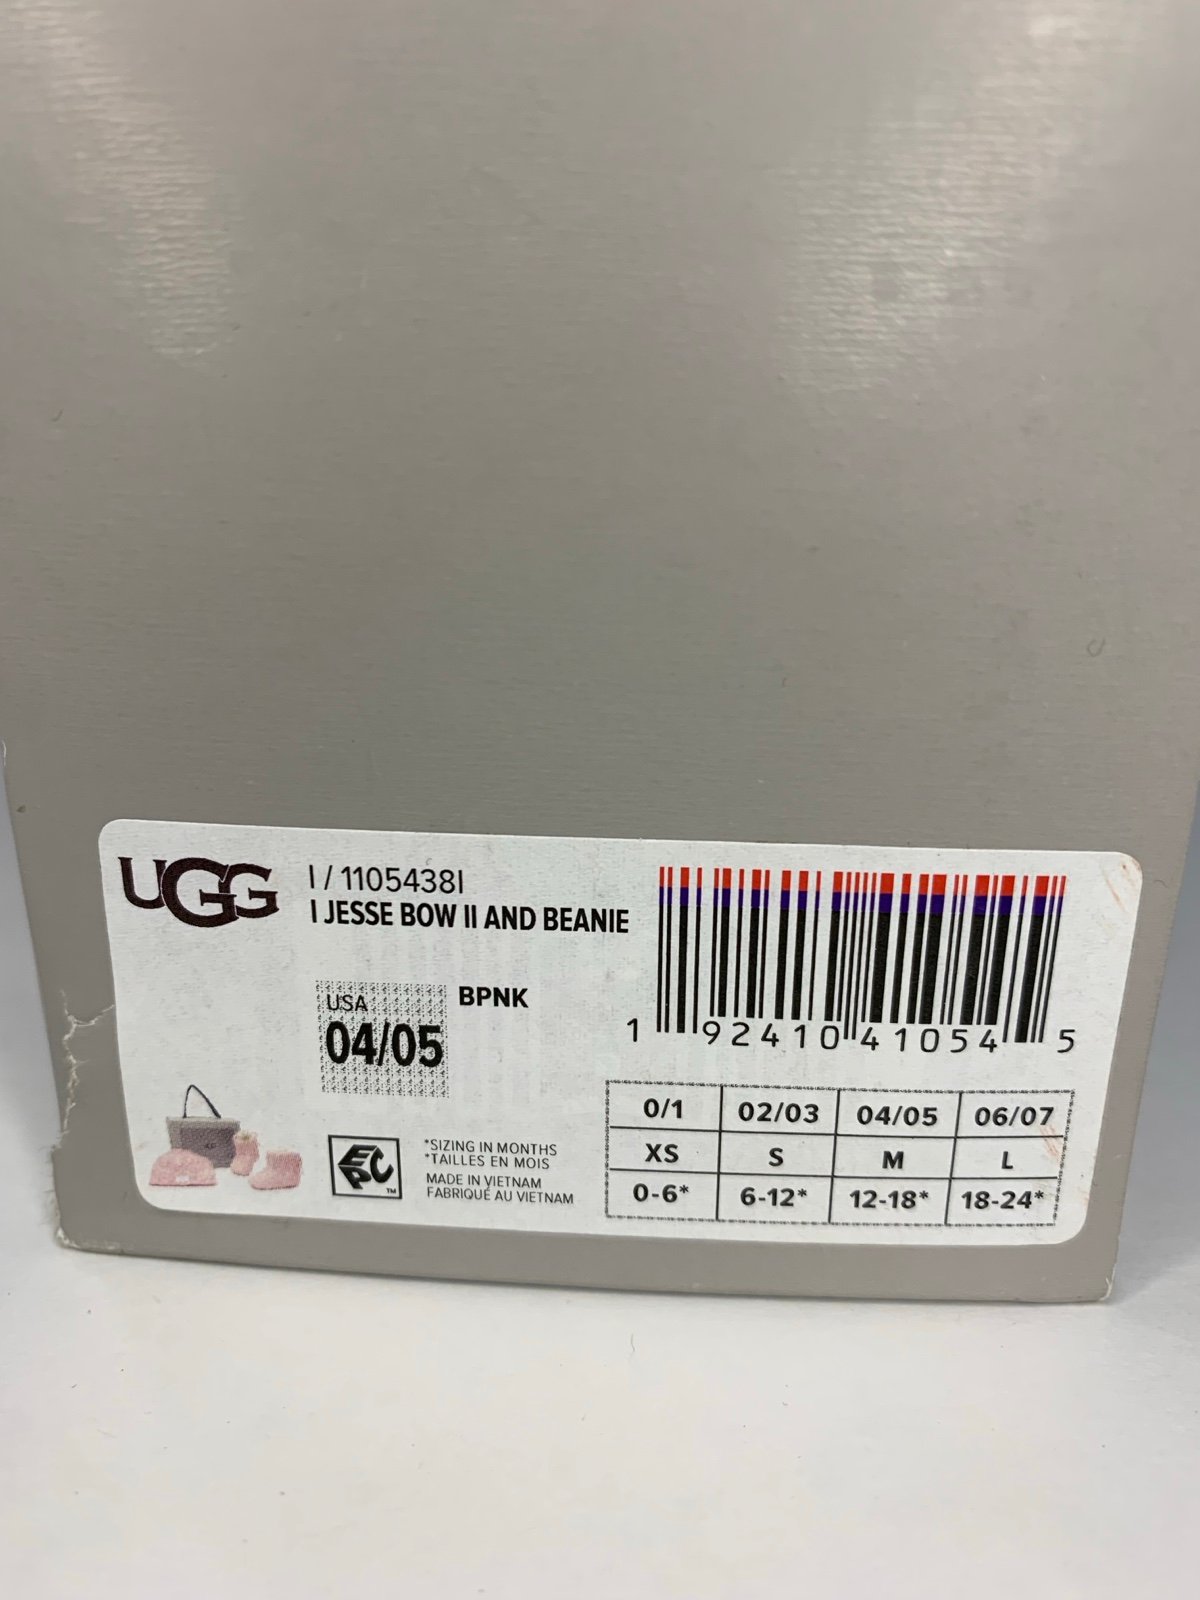 UGG
I / 1105438I
I JESSE BOW II AND BEANIE
USA
04/05
BPNK
1 92410 41054 5
EPC
TM
*SIZING IN MONTHS
*TAILLES EN MOIS
MADE IN VIETNAM
FABRIQUÉ AU VIETNAM
0/1 02/03 04/05 06/07
XS S M L
0-6* 6-12* 12-18* 18-24*